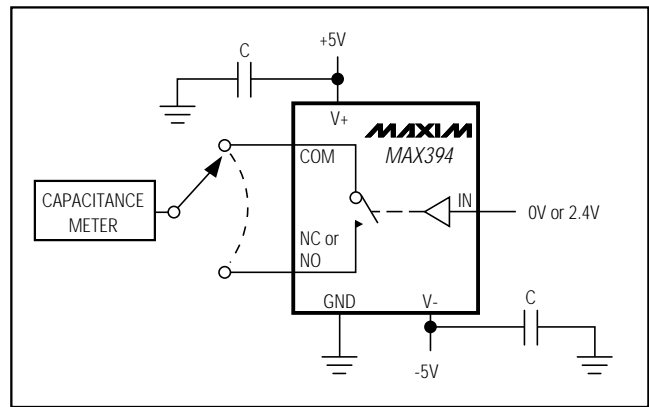 +5V
C
V+
MAXIM
MAX394
COM
CAPACITANCE
METER
IN
0V or 2.4V
NC or
NO
GND
V-
C
-5V